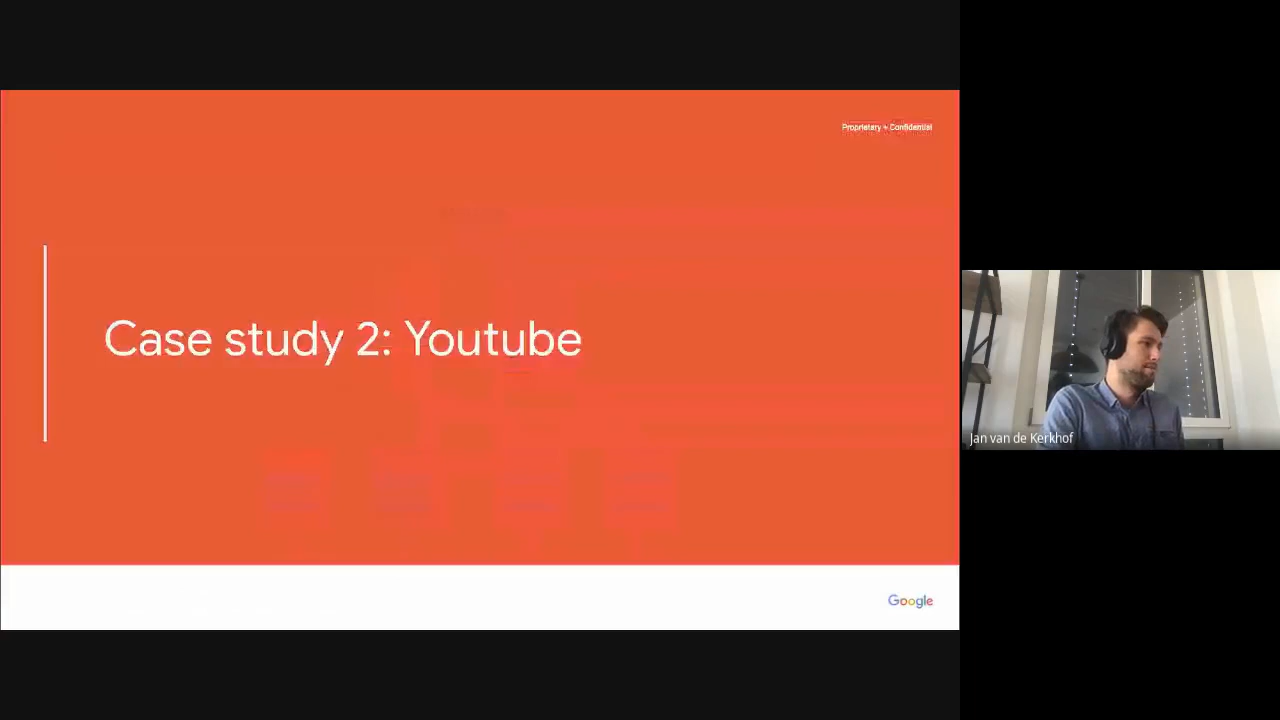 Proprietary + Confidential
Case study 2: Youtube
Jan van de Kerkhof
Google